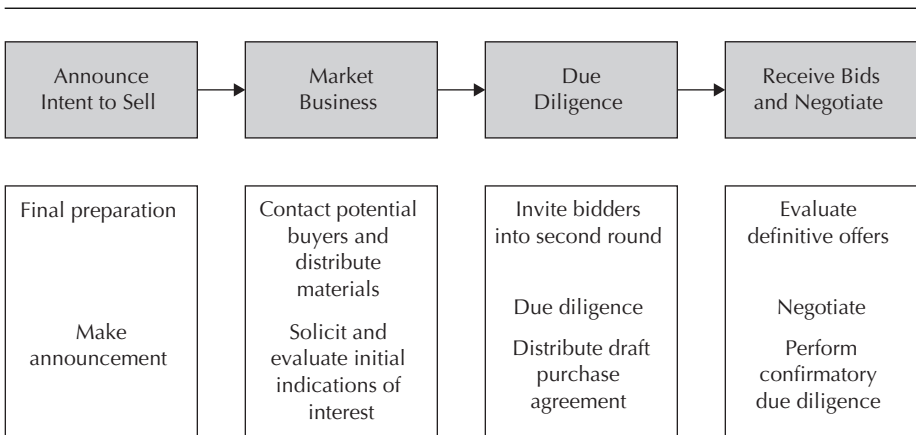 Announce
Intent to Sell
Market
Business
Due
Diligence
Receive Bids
and Negotiate
Final preparation
Make
announcement
Contact potential
buyers and
distribute
materials
Solicit and
evaluate initial
indications of
interest
Invite bidders
into second round
Due diligence
Distribute draft
purchase
agreement
Evaluate
definitive offers
Negotiate
Perform
confirmatory
due diligence